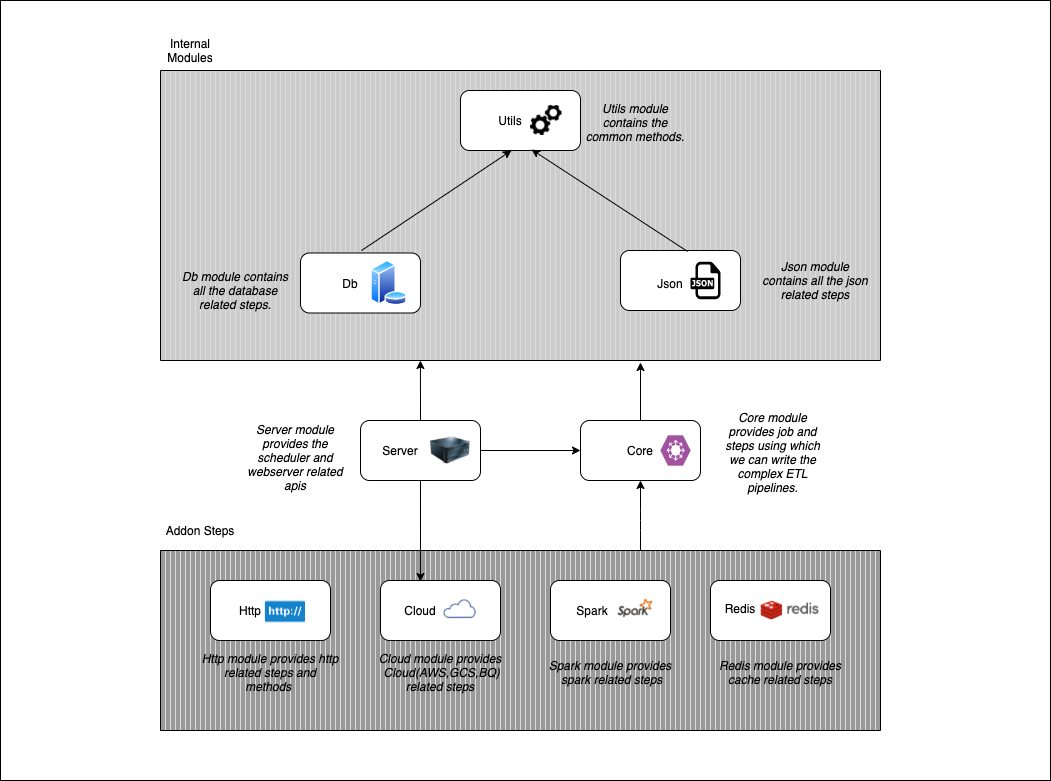 Internal
Modules
Utils
Utils module
contains the
common methods.
Db
Db module contains
all the database
related steps.
Json
JSON
Json module
contains all the json
related steps
Server module
provides the
scheduler and
webserver related
apis
Server
Core
Core module
provides job and
steps using which
we can write the
complex ETL
pipelines.
Addon Steps
Http
http://
Cloud
Spark
Spark
Redis
redis
Http module provides http
related steps and
methods
Cloud module provides
Cloud(AWS,GCS,BQ)
related steps
Spark module provides
spark related steps
Redis module provides
cache related steps